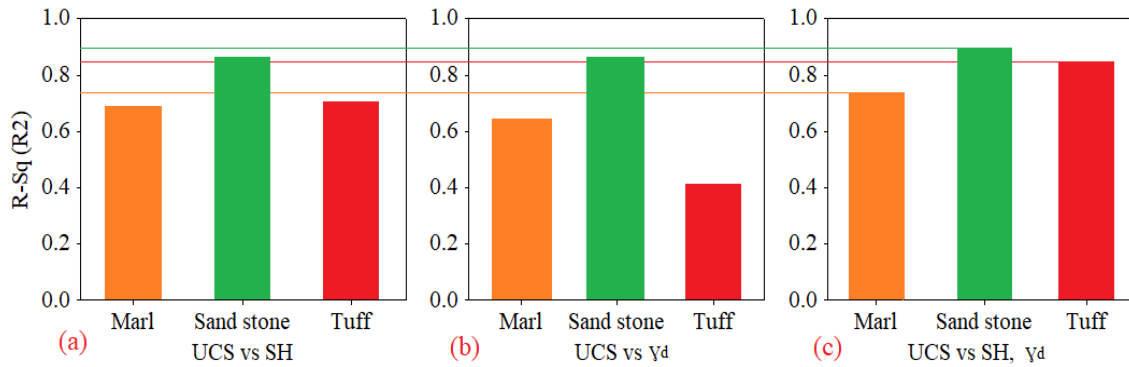 R-Sq (R2)
1.0
0.8
0.6
0.4
0.2
0.0
Marl Sand stone Tuff
(a) UCS vs SH
1.0
0.8
0.6
0.4
0.2
0.0
Marl Sand stone Tuff
(b) UCS vs γd
1.0
0.8
0.6
0.4
0.2
0.0
Marl Sand stone Tuff
(c) UCS vs SH, γd